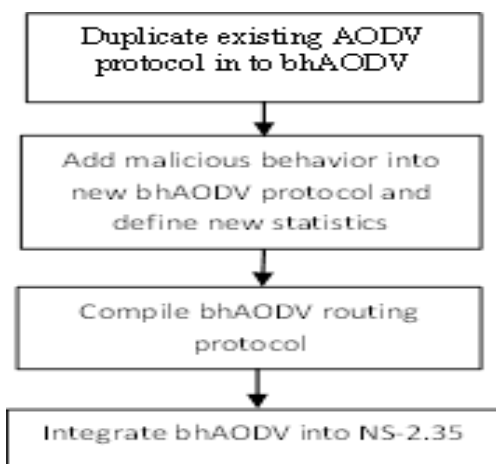 Duplicate existing AODV
protocol in to bhAODV
Add malicious behavior into
new bhAODV protocol and
define new statistics
Compile bhAODV routing
protocol
Integrate bhAODV into NS-2.35